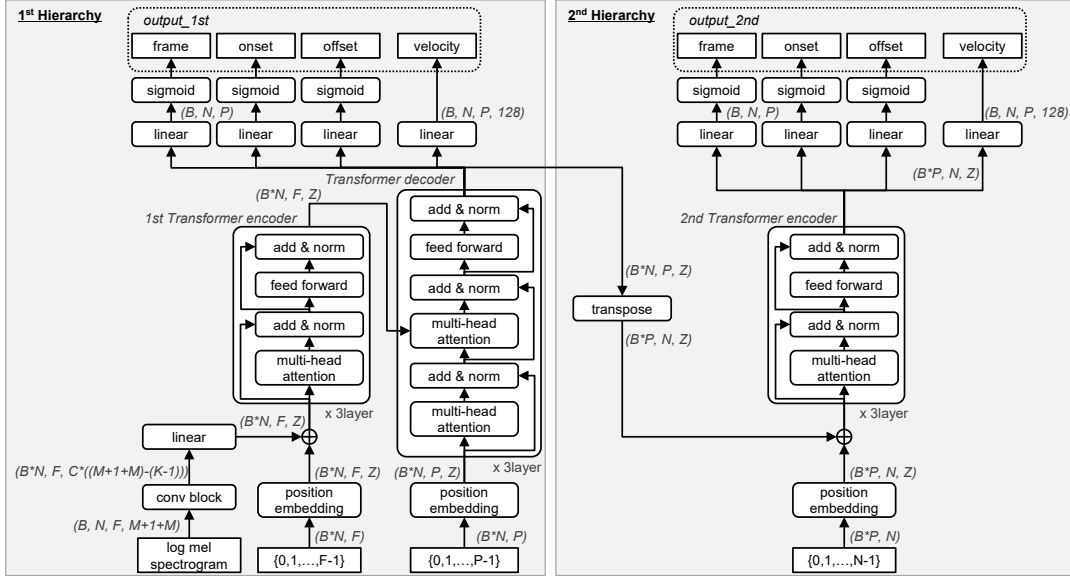 1st Hierarchy
output_1st
frame
onset
offset
velocity
sigmoid
sigmoid
sigmoid
(B, N, P)
(B, N, P, 128)
linear
linear
linear
linear
Transformer decoder
(B*N, F, Z)
1st Transformer encoder
add & norm
feed forward
add & norm
multi-head
attention
x 3layer
add & norm
feed forward
add & norm
multi-head
attention
add & norm
multi-head
attention
x 3layer
(B*N, F, Z)
linear
(B*N, F, C*((M+1+M)-(K-1)))
conv block
(B, N, F, M+1+M)
log mel
spectrogram
(B*N, F, Z)
position
embedding
(B*N, F)
{0,1,…,F-1}
(B*N, P, Z)
position
embedding
(B*N, P)
{0,1,…,P-1}
2nd Hierarchy
output_2nd
frame
onset
offset
velocity
sigmoid
sigmoid
sigmoid
(B, N, P)
(B, N, P, 128)
linear
linear
linear
linear
(B*P, N, Z)
2nd Transformer encoder
add & norm
feed forward
add & norm
multi-head
attention
x 3layer
(B*N, P, Z)
transpose
(B*P, N, Z)
(B*P, N, Z)
position
embedding
(B*P, N)
{0,1,…,N-1}